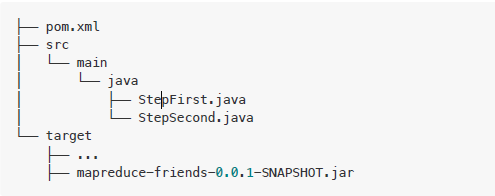 ├── pom.xml
├── src
│   └── main
│       └── java
│           ├── StepFirst.java
│           └── StepSecond.java
└── target
    ├── ...
    ├── mapreduce-friends-0.0.1-SNAPSHOT.jar